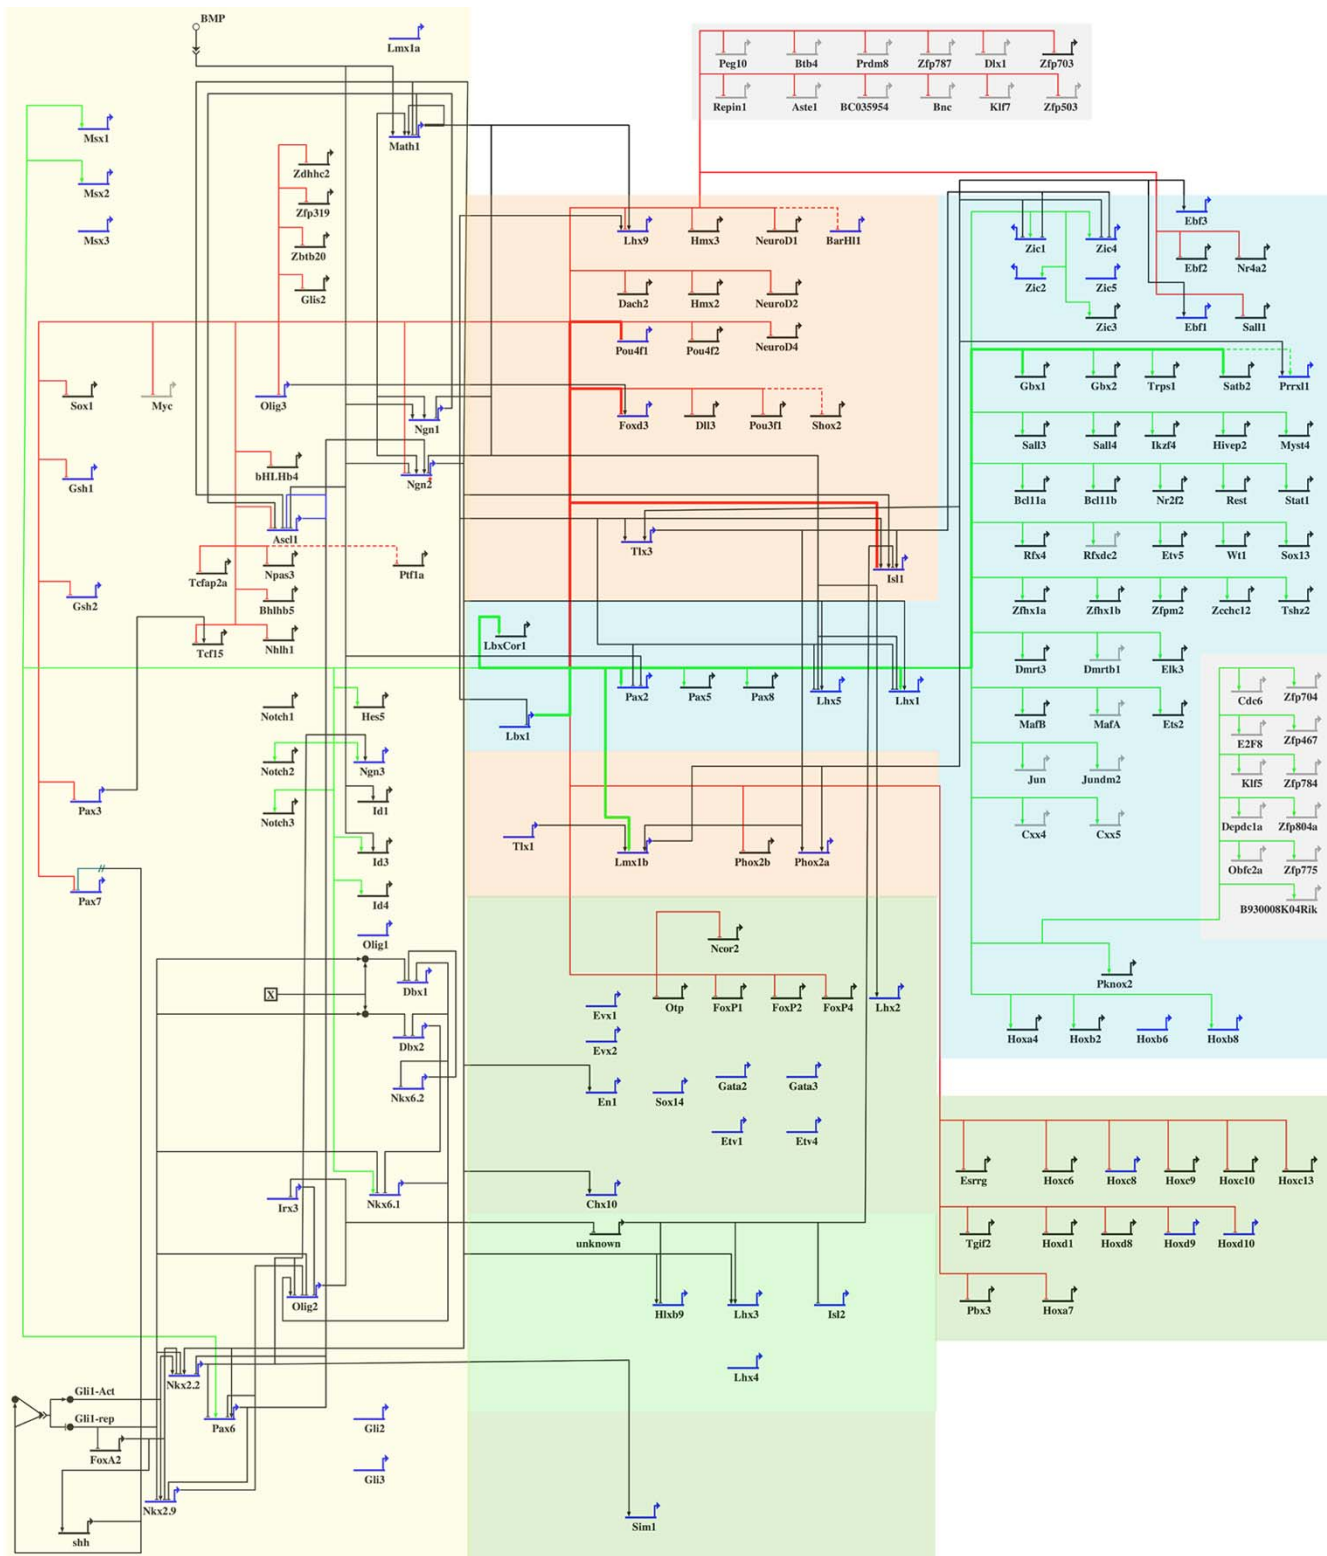 BMP
Lmx1a
Peg10 Btb4 Prdm8 Zfp787 Dlx1 Zfp703
Repin1 Aste1 BC035954 Bnc Klf7 Zfp503
Msx1
Math1
Zdhhc2
Msx2
Zfp319
Msx3
Lhx9 Hmx3 NeuroD1 BarHl1
Zic1 Zic4 Ebf3
Zbtb20
Ebf2 Nr4a2
Glis2
Dach2 Hmx2 NeuroD2
Zic2 Zic5
Zic3 Ebf1 Sall1
Pou4f1 Pou4f2 NeuroD4
Sox1 Myc Olig3
Gbx1 Gbx2 Trps1 Satb2 Prrxl1
Ngn1
Foxd3 Dll3 Pou3f1 Shox2
Sall3 Sall4 Ikzf4 Hivep2 Myst4
bHLHb4
Gsh1
Ngn2
Bcl11a Bcl11b Nr2f2 Rest Stat1
Ascl1
Tlx3
Rfx4 Rfxdc2 Etv5 Wt1 Sox13
Tcfap2a Npas3 Ptf1a
Isl1
Gsh2
Bhlhb5
Zfhx1a Zfhx1b Zfpm2 Zcchc12 Tshz2
Tcf15 Nhlh1
LbxCor1
Dmrt3 Dmrtb1 Elk3
Pax2 Pax5 Pax8 Lhx5 Lhx1
Cdc6 Zfp704
Notch1 Hes5
Lbx1
MafB MafA Ets2
E2F8 Zfp467
Notch2 Ngn3
Jun Jundm2
Klf5 Zfp784
Pax3
Notch3 Id1
Depdc1a Zfp804a
Tlx1
Cxx4 Cxx5
Id3
Lmx1b Phox2b Phox2a
Obfc2a Zfp775
Pax7
Id4
B930008K04Rik
Olig1
Ncor2
Dbx1
Pknox2
X
Otp FoxP1 FoxP2 FoxP4 Lhx2
Evx1
Hoxa4 Hoxb2 Hoxb6 Hoxb8
Dbx2
Evx2
Nkx6.2
En1 Sox14 Gata2 Gata3
Etv1 Etv4
Esrrg Hoxc6 Hoxc8 Hoxc9 Hoxc10 Hoxc13
Irx3 Nkx6.1
Chx10
unknown
Tgif2 Hoxd1 Hoxd8 Hoxd9 Hoxd10
Olig2
Hlxb9 Lhx3 Isl2
Pbx3 Hoxa7
Lhx4
Nkx2.2
Gli1-Act
Gli1-rep
Pax6
Gli2
FoxA2
Gli3
Nkx2.9
Sim1
shh